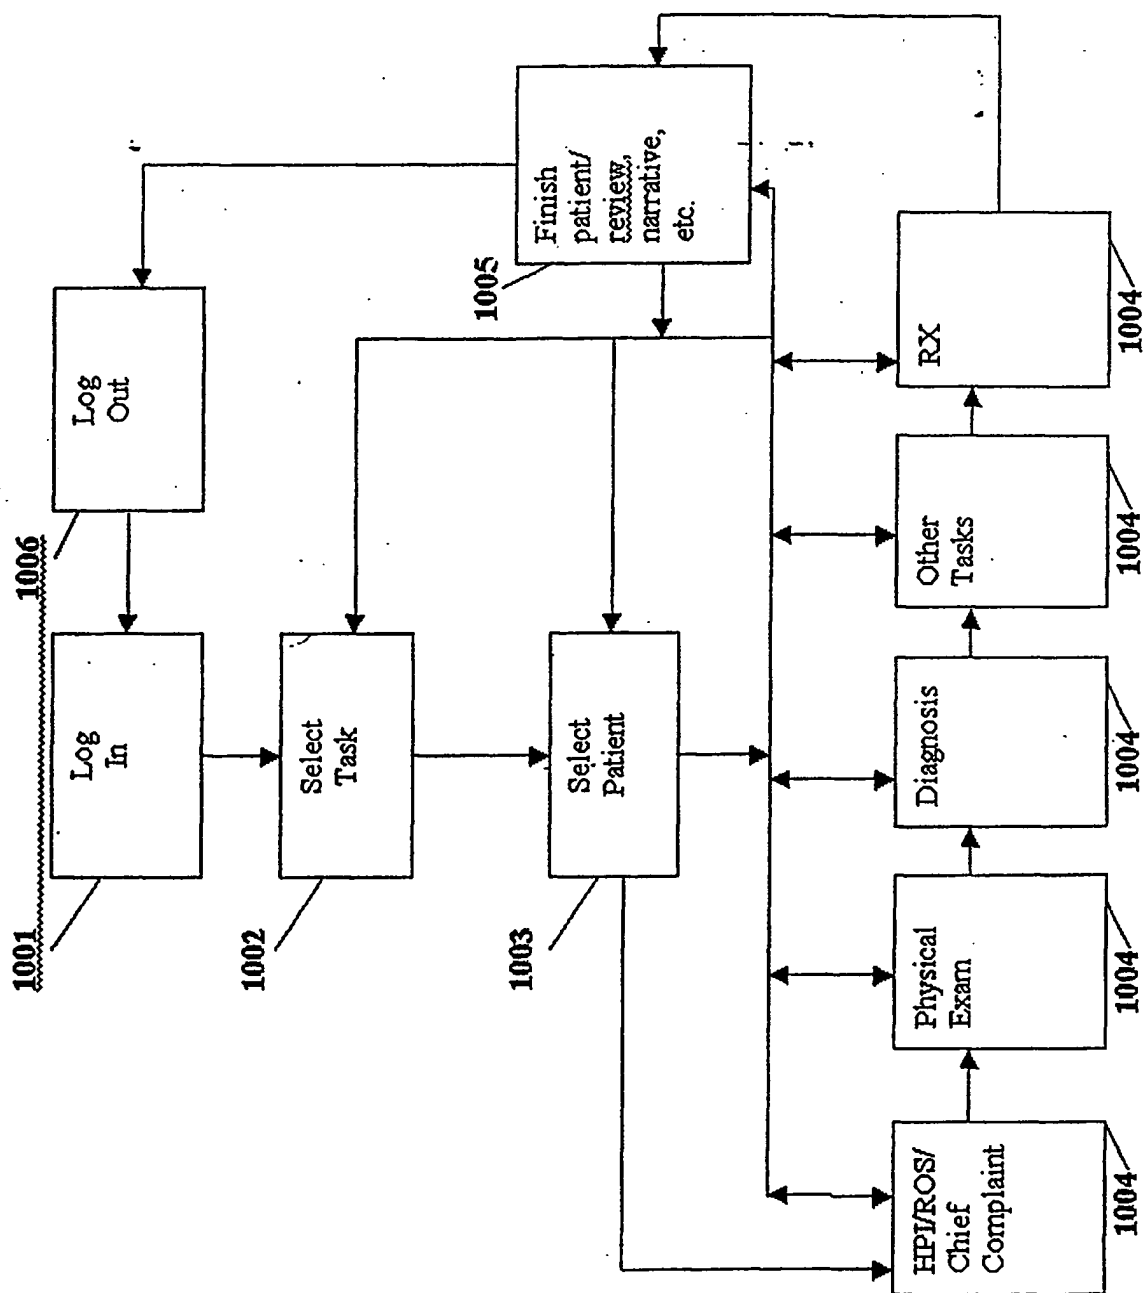 1001
1006
Log
In
Log
Out
1002
Select
Task
1003
Select
Patient
1005
Finish
patient/
review,
narrative,
etc.
HPI/ROS/
Chief
Complaint
1004
Physical
Exam
1004
Diagnosis
1004
Other
Tasks
1004
RX
1004